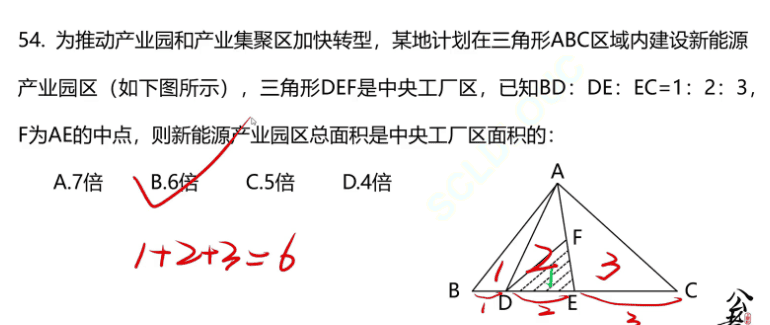 54. 为推动产业园和产业集聚区加快转型，某地计划在三角形ABC区域内建设新能源
产业园区（如下图所示），三角形DEF是中央工厂区，已知BD：DE：EC=1：2：3，
F为AE的中点，则新能源产业园区总面积是中央工厂区面积的：
A.7倍 B.6倍 C.5倍 D.4倍
1+2+3=6
A
F
1 2 1 3
B D E C
1 2 3
公考